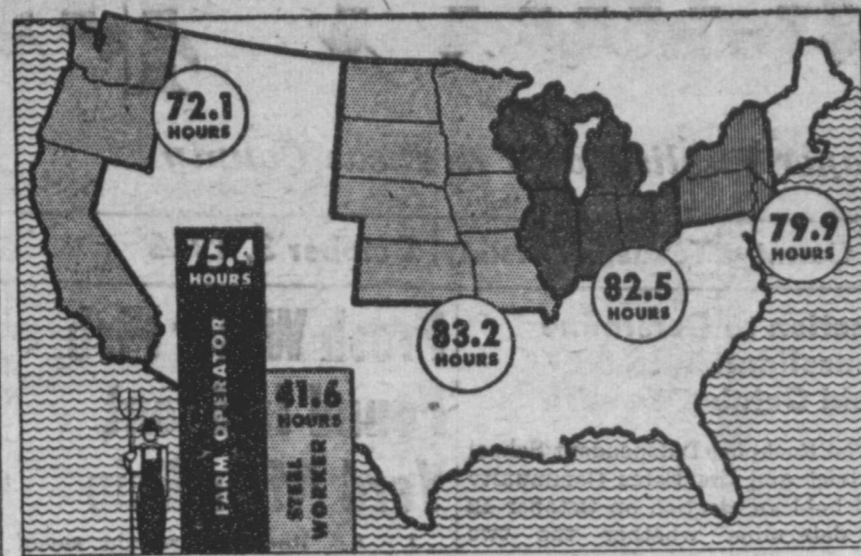 72.1
HOURS
75.4
HOURS
FARM OPERATOR
41.6
HOURS
STEEL
WORKER
83.2
HOURS
82.5
HOURS
79.9
HOURS